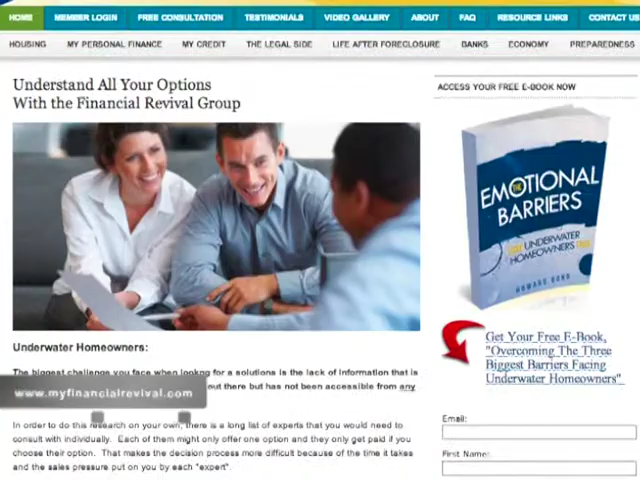 HOME MEMBER LOGIN FREE CONSULTATION TESTIMONIALS VIDEO GALLERY ABOUT FAQ RESOURCE LINKS CONTACT US
HOUSING MY PERSONAL FINANCE MY CREDIT THE LEGAL SIDE LIFE AFTER FORECLOSURE BANKS ECONOMY PREPAREDNESS
Understand All Your Options
With the Financial Revival Group
ACCESS YOUR FREE E-BOOK NOW
THE
EMOTIONAL
BARRIERS
UNDERWATER
HOMEOWNERS
Get Your Free E-Book,
"Overcoming The Three
Biggest Barriers Facing
Underwater Homeowners"
Underwater Homeowners:
The biggest challenge you face when looking for a solutions is the lack of information that is
out there but has not been accessible from any
www.myfinancialrevival.com
In order to do this research on your own, there is a long list of experts that you would need to
consult with individually. Each of them might only offer one option and they only get paid if you
choose their option. That makes the decision process more difficult because of the time it takes
and the sales pressure put on you by each "expert".
Email:
First Name: